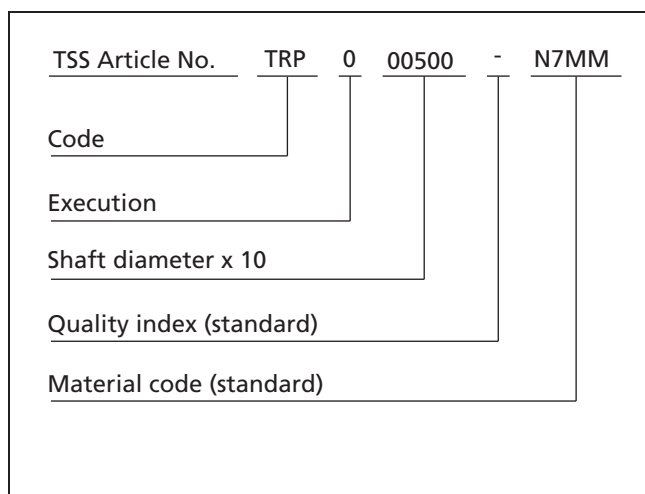 TSS Article No. TRP 0 00500 - N7MM
Code
Execution
Shaft diameter x 10
Quality index (standard)
Material code (standard)